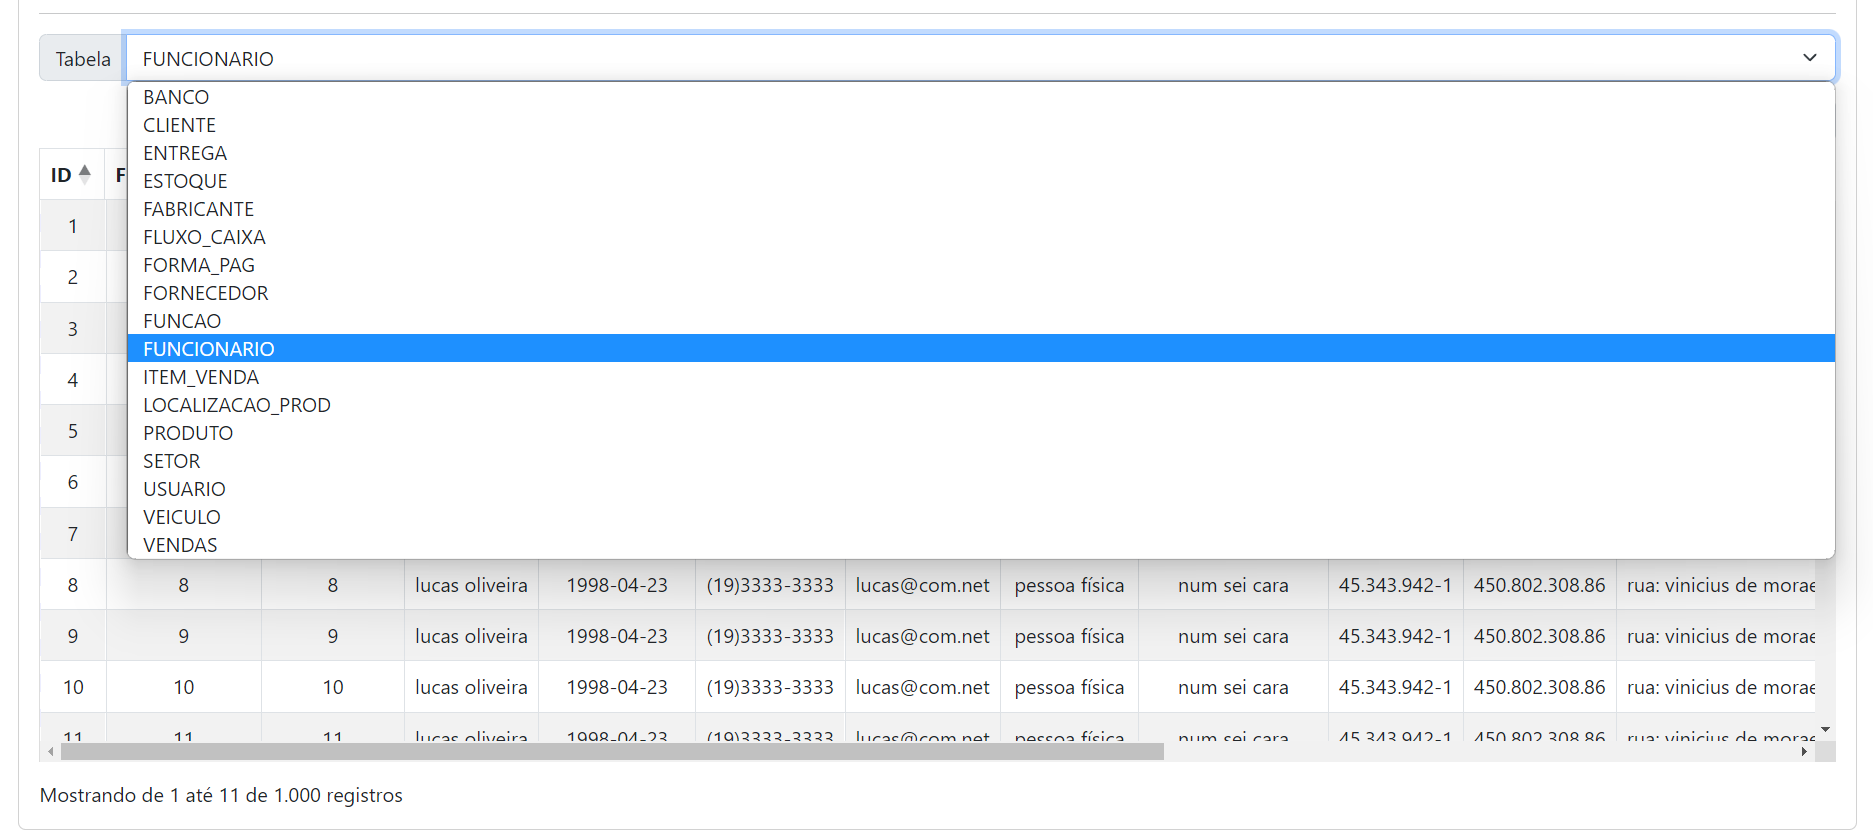 Tabela FUNCIONARIO
BANCO
CLIENTE
ENTREGA
ESTOQUE
FABRICANTE
FLUXO_CAIXA
FORMA_PAG
FORNECEDOR
FUNCAO
FUNCIONARIO
ITEM_VENDA
LOCALIZACAO_PROD
PRODUTO
SETOR
USUARIO
VEICULO
VENDAS
ID F
1
2
3
4
5
6
7
8 8 8 lucas oliveira 1998-04-23 (19)3333-3333 lucas@com.net pessoa física num sei cara 45.343.942-1 450.802.308.86 rua: vinicius de morae
9 9 9 lucas oliveira 1998-04-23 (19)3333-3333 lucas@com.net pessoa física num sei cara 45.343.942-1 450.802.308.86 rua: vinicius de morae
10 10 10 lucas oliveira 1998-04-23 (19)3333-3333 lucas@com.net pessoa física num sei cara 45.343.942-1 450.802.308.86 rua: vinicius de morae
11 11 11 lucas oliveira 1998-04-23 (19)3333-3333 lucas@com.net pessoa física num sei cara 45.343.942-1 450.802.308.86 rua: vinicius de morae
Mostrando de 1 até 11 de 1.000 registros